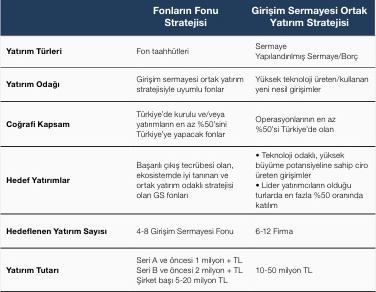 Fonların Fonu
Stratejisi
Girişim Sermayesi Ortak
Yatırım Stratejisi
Yatırım Türleri
Fon taahhütleri
Sermaye
Yapılandırılmış Sermaye/Borç
Yatırım Odağı
Girişim sermayesi ortak yatırım
stratejisiyle uyumlu fonlar
Yüksek teknoloji üreten/kullanan
yeni nesil girişimler
Coğrafi Kapsam
Türkiye'de kurulu ve/veya
yatırımların en az %50'sini
Türkiye'ye yapacak fonlar
Operasyonlarının en az
%50'si Türkiye'de olan
Hedef Yatırımlar
Başarılı çıkış tecrübesi olan,
ekosistemde iyi tanınan ve
ortak yatırım odaklı stratejisi
olan GS fonları
• Teknoloji odaklı, yüksek
büyüme potansiyeline sahip ciro
üreten girişimler
• Lider yatırımcıların olduğu
turlarda en fazla %50 oranında
katılım
Hedeflenen Yatırım Sayısı
4-8 Girişim Sermayesi Fonu
6-12 Firma
Yatırım Tutarı
Seri A ve öncesi 1 milyon + TL
Seri B ve öncesi 2 milyon + TL
Şirket başı 5-20 milyon TL
10-50 milyon TL